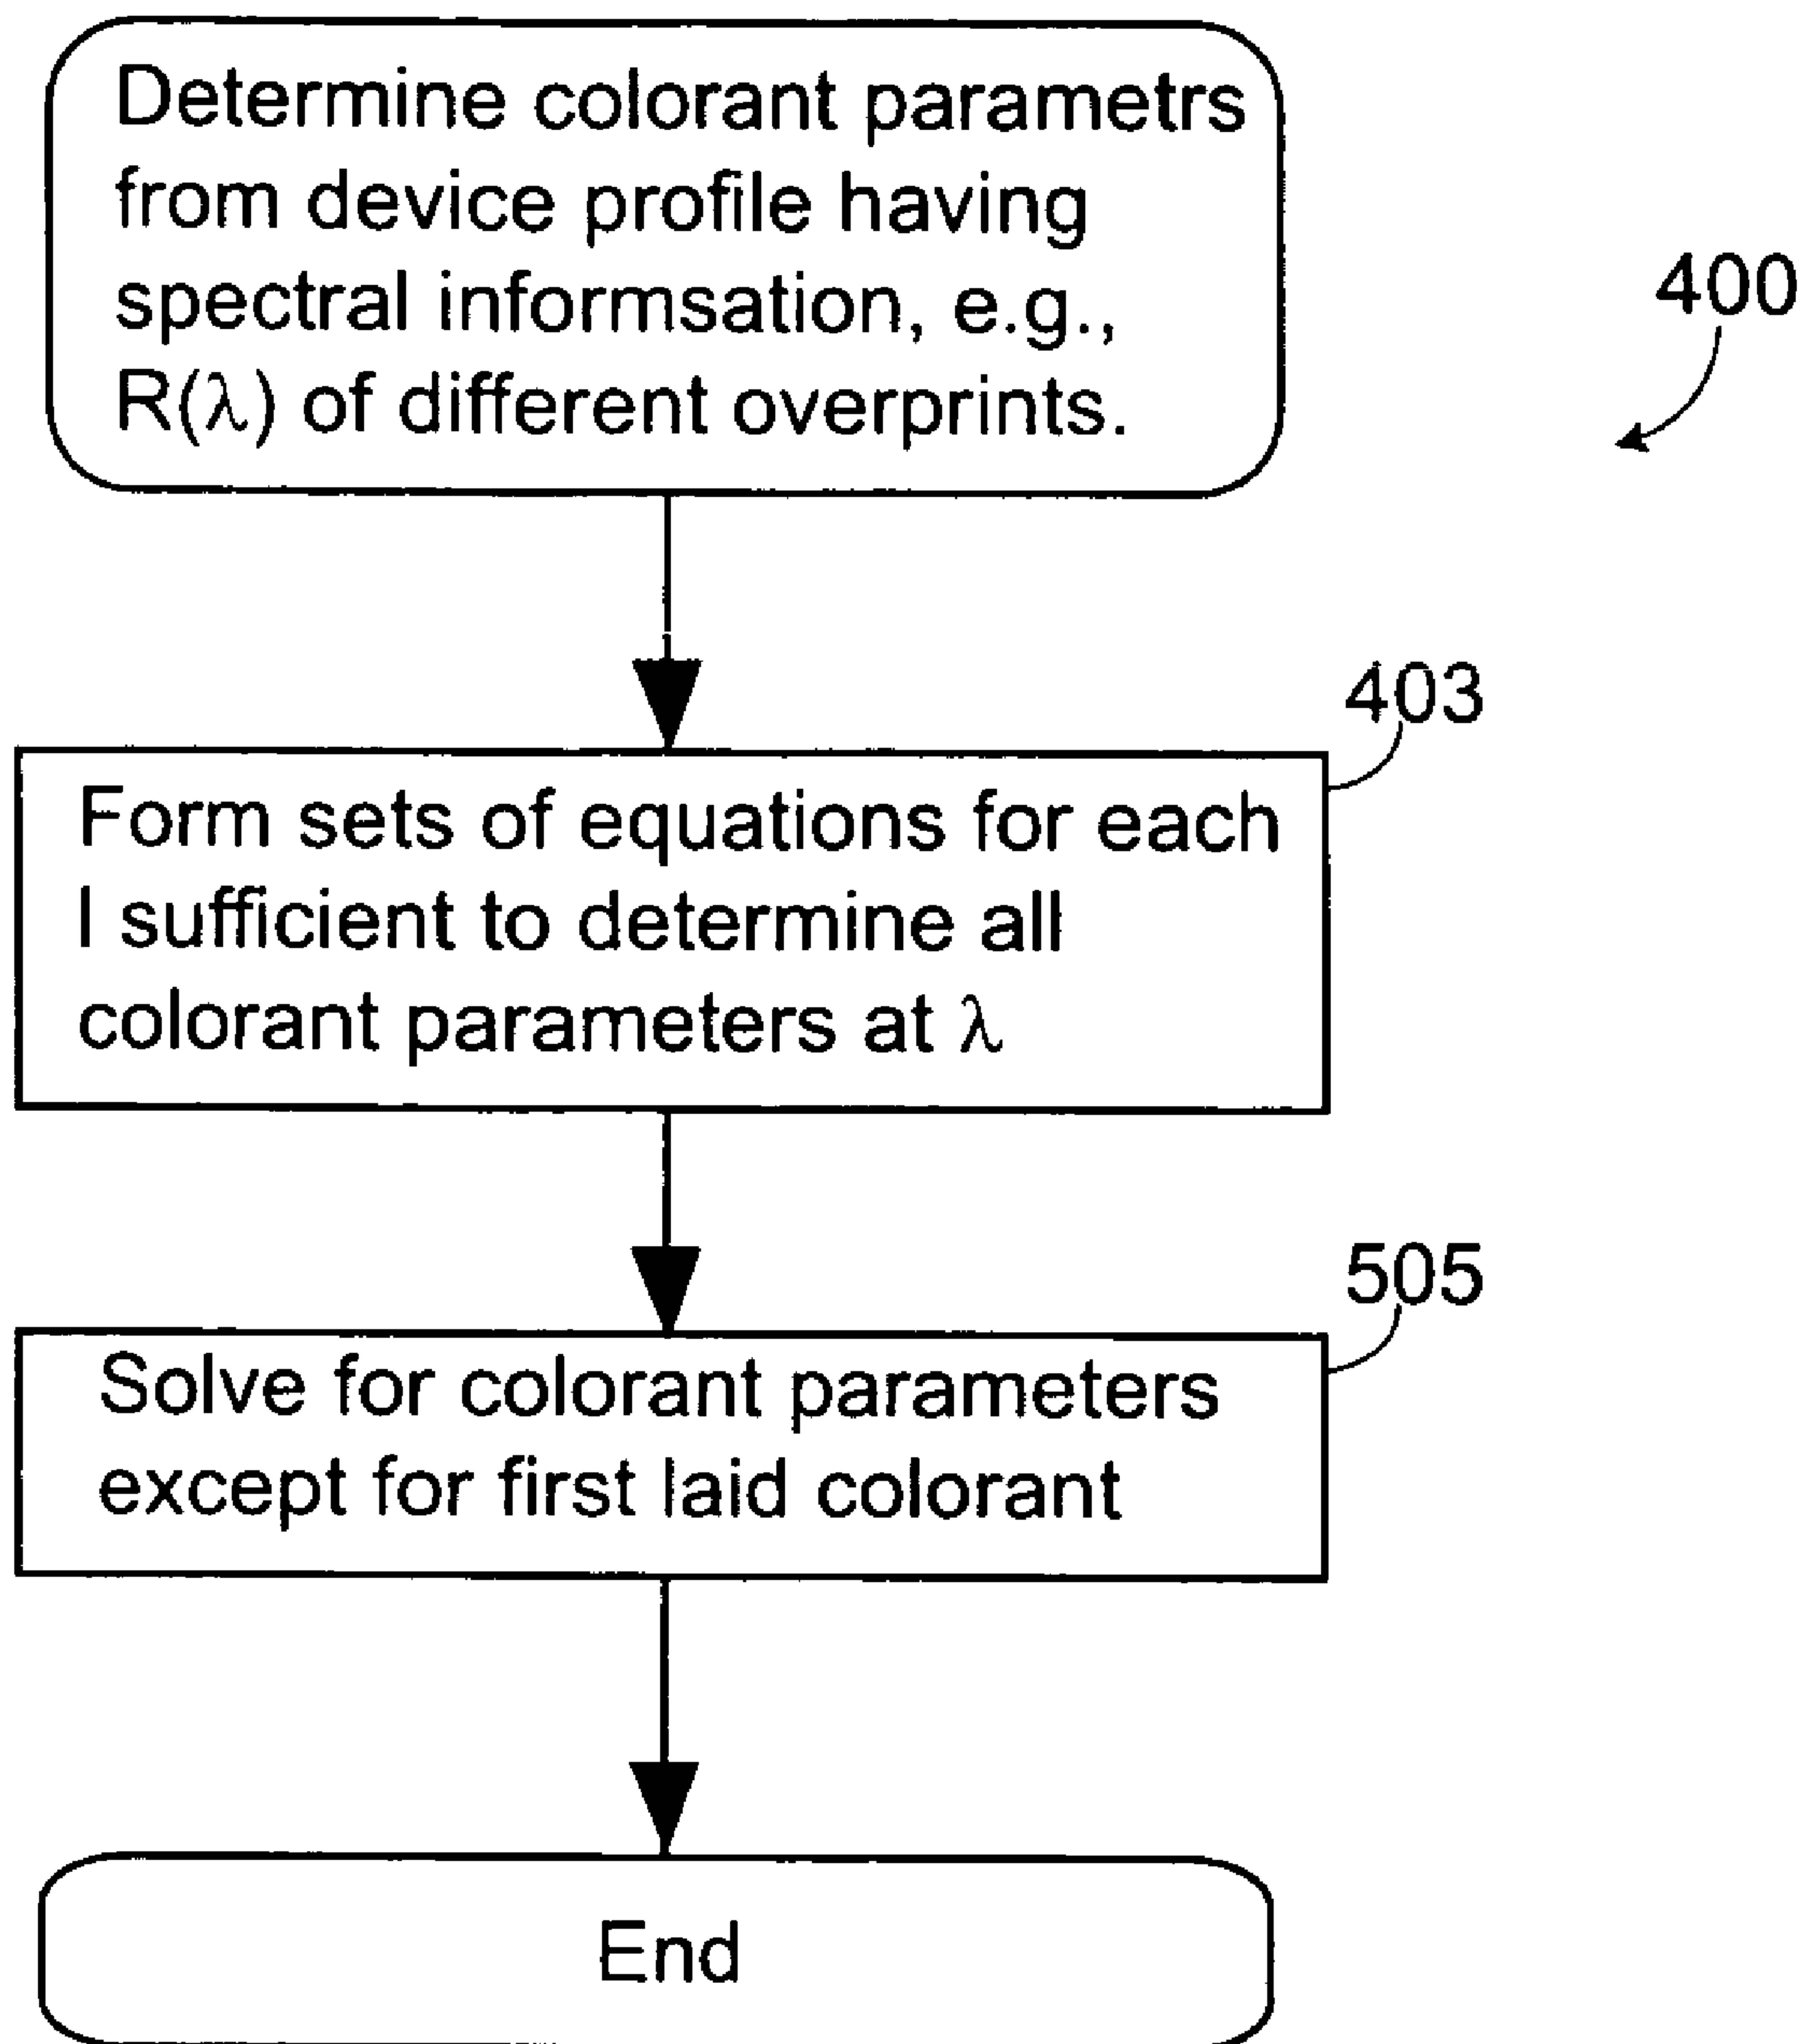 Determine colorant parametrs
from device profile having
spectral informsation, e.g.,
R(λ) of different overprints.
400
403
Form sets of equations for each
l sufficient to determine all
colorant parameters at λ
505
Solve for colorant parameters
except for first laid colorant
End